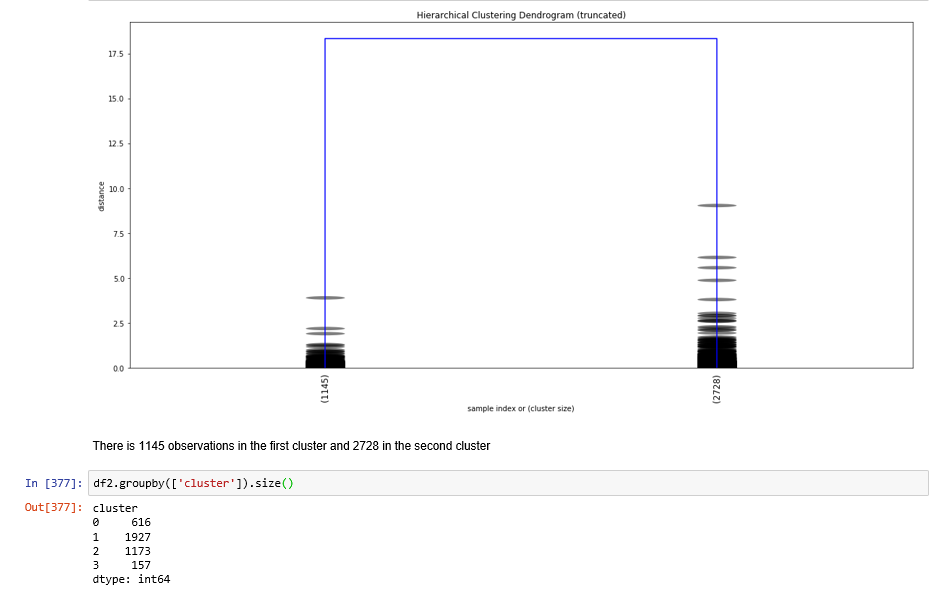 Hierarchical Clustering Dendrogram (truncated)
17.5
15.0
12.5
10.0
7.5
5.0
2.5
0.0
distance
(1145)
(2728)
sample index or (cluster size)
There is 1145 observations in the first cluster and 2728 in the second cluster
In [377]: df2.groupby(['cluster']).size()
Out[377]: cluster
0 616
1 1927
2 1173
3 157
dtype: int64